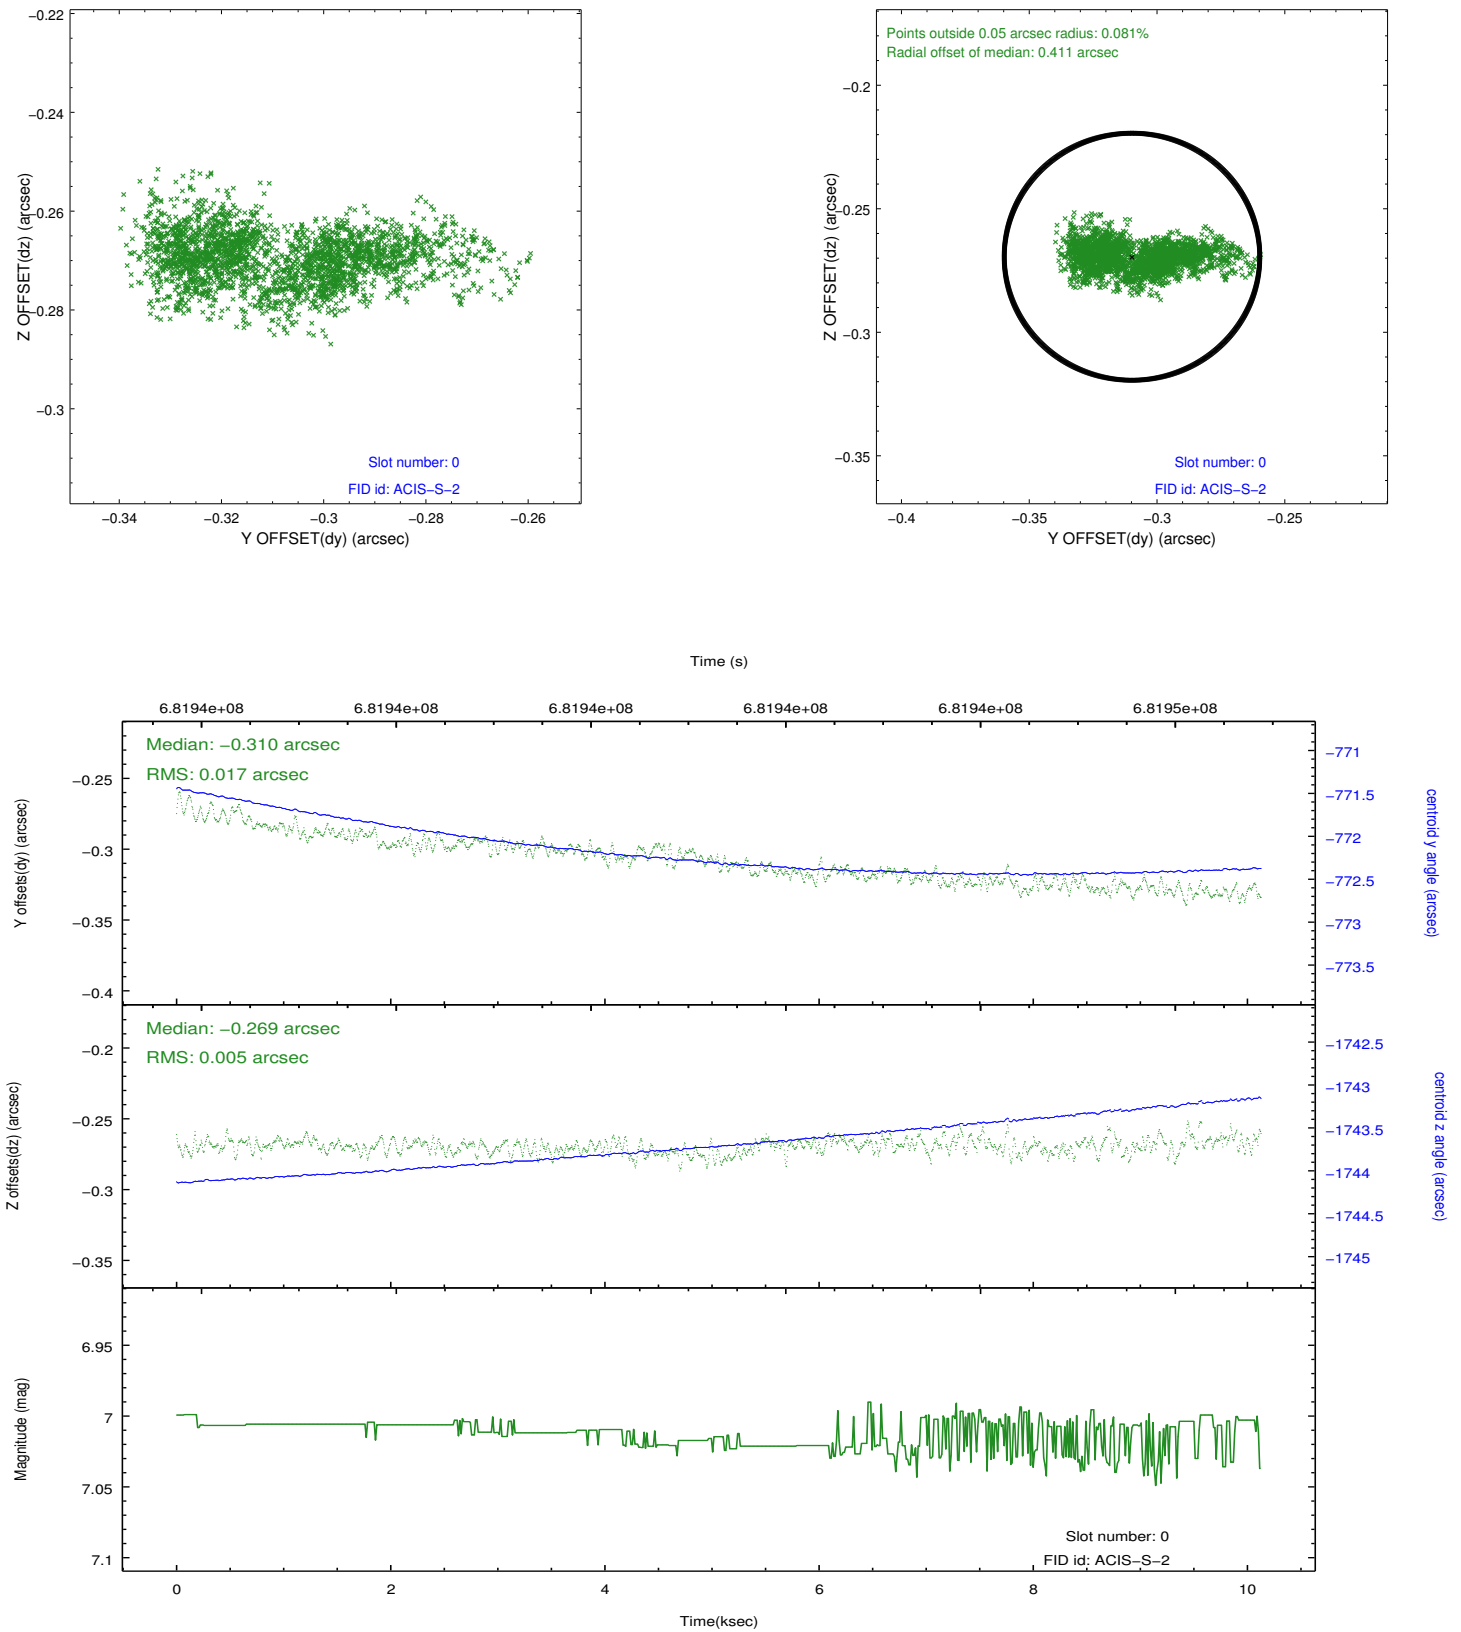 −0.22
−0.24
−0.26
−0.28
−0.3
Z OFFSET(dz) (arcsec)
Slot number: 0
FID id: ACIS−S−2
−0.34 −0.32 −0.3 −0.28 −0.26
Y OFFSET(dy) (arcsec)
Points outside 0.05 arcsec radius: 0.081%
Radial offset of median: 0.411 arcsec
−0.2
−0.25
−0.3
−0.35
Z OFFSET(dz) (arcsec)
Slot number: 0
FID id: ACIS−S−2
−0.4 −0.35 −0.3 −0.25
Y OFFSET(dy) (arcsec)
Time (s)
6.8194e+08 6.8194e+08 6.8194e+08 6.8194e+08 6.8194e+08 6.8195e+08
Median: −0.310 arcsec
RMS: 0.017 arcsec
−0.25
−0.3
−0.35
−0.4
Y offsets(dy) (arcsec)
−771
−771.5
−772
−772.5
−773
−773.5
centroid y angle (arcsec)
Median: −0.269 arcsec
RMS: 0.005 arcsec
−0.2
−0.25
−0.3
−0.35
Z offsets(dz) (arcsec)
−1742.5
−1743
−1743.5
−1744
−1744.5
−1745
centroid z angle (arcsec)
6.95
7
7.05
7.1
Magnitude (mag)
Slot number: 0
FID id: ACIS−S−2
0 2 4 6 8 10
Time(ksec)